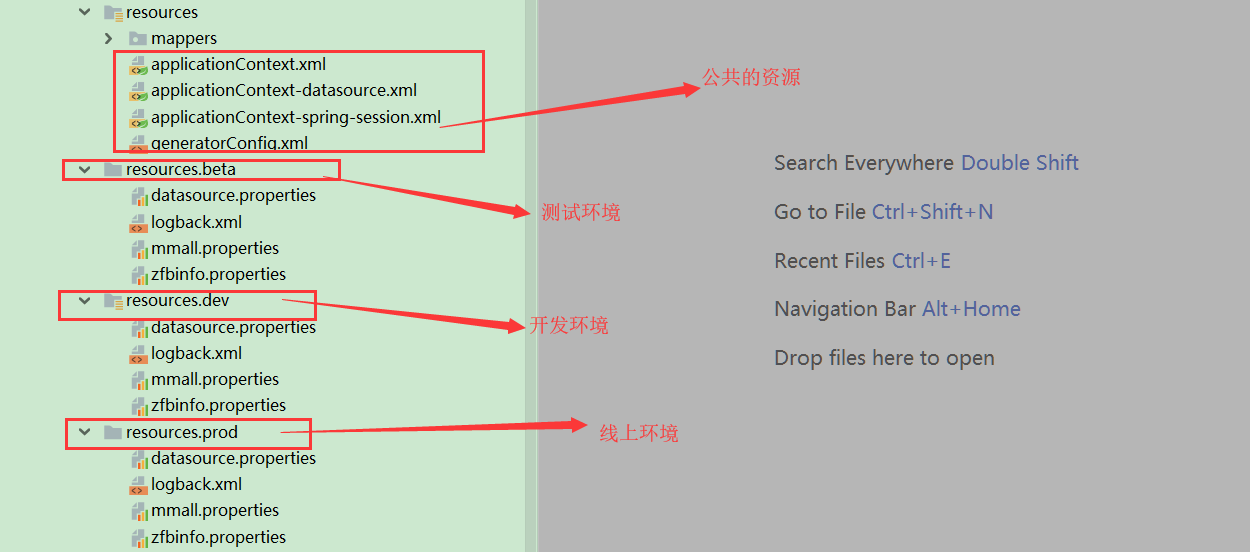 resources
mappers
applicationContext.xml
applicationContext-datasource.xml
applicationContext-spring-session.xml
generatorConfig.xml
resources.beta
datasource.properties
logback.xml
mmall.properties
zfbinfo.properties
resources.dev
datasource.properties
logback.xml
mmall.properties
zfbinfo.properties
resources.prod
datasource.properties
logback.xml
mmall.properties
zfbinfo.properties
公共的资源
测试环境
开发环境
线上环境
Search Everywhere Double Shift
Go to File Ctrl+Shift+N
Recent Files Ctrl+E
Navigation Bar Alt+Home
Drop files here to open